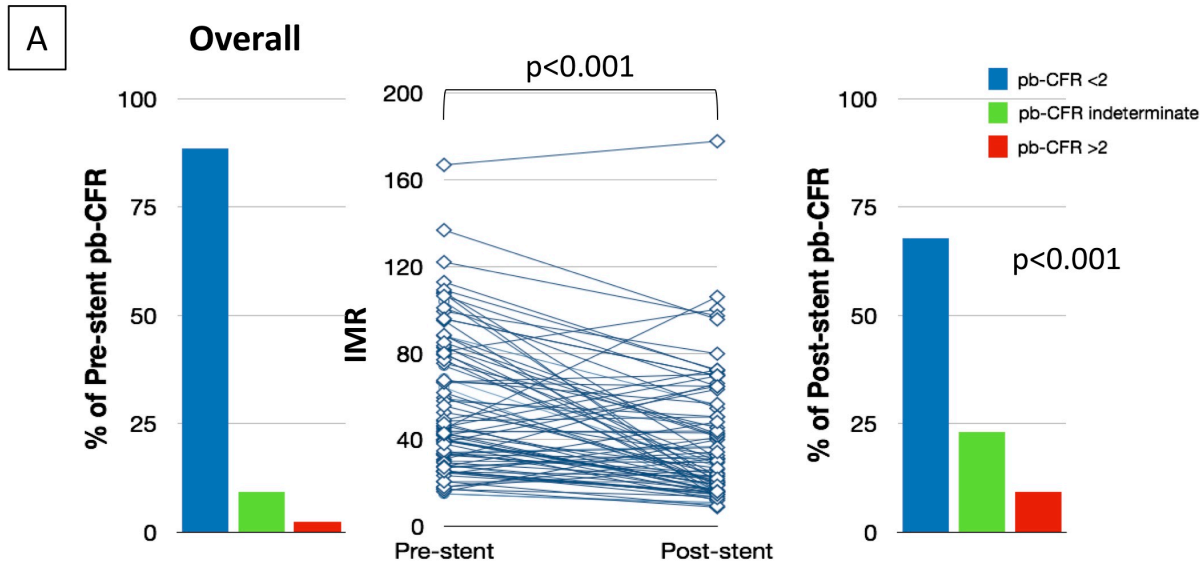 A
Overall
% of Pre-stent pb-CFR
100
75
50
25
0
p<0.001
IMR
200
160
120
80
40
0
Pre-stent
Post-stent
% of Post-stent pb-CFR
100
75
50
25
0
pb-CFR <2
pb-CFR indeterminate
pb-CFR >2
p<0.001